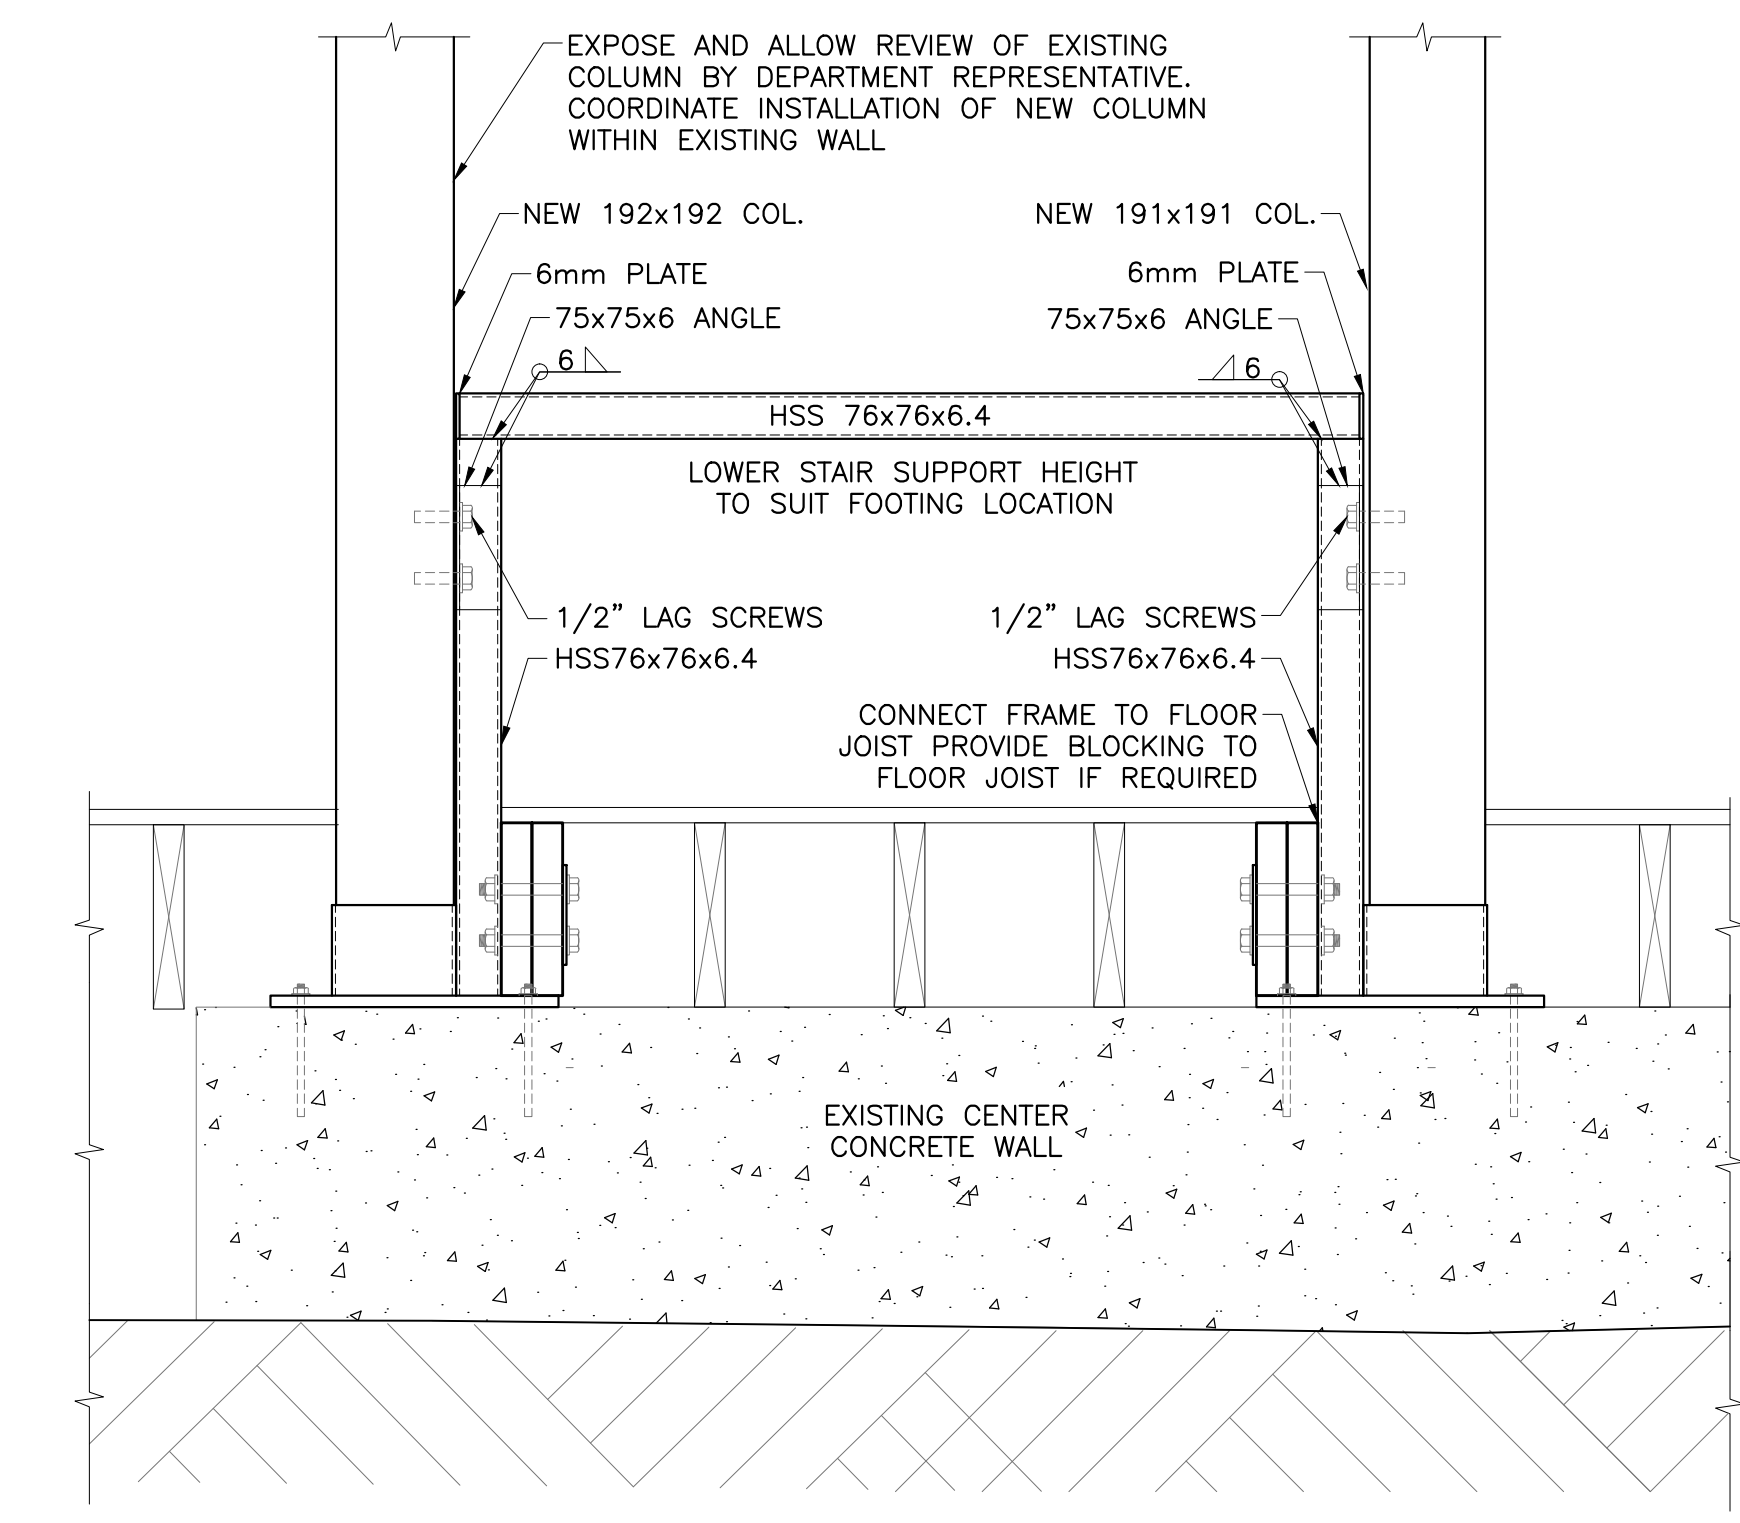 EXPOSE AND ALLOW REVIEW OF EXISTING
COLUMN BY DEPARTMENT REPRESENTATIVE.
COORDINATE INSTALLATION OF NEW COLUMN
WITHIN EXISTING WALL
NEW 192x192 COL.
NEW 191x191 COL.
6mm PLATE
6mm PLATE
75x75x6 ANGLE
75x75x6 ANGLE
6
6
HSS 76x76x6.4
LOWER STAIR SUPPORT HEIGHT
TO SUIT FOOTING LOCATION
1/2" LAG SCREWS
1/2" LAG SCREWS
HSS76x76x6.4
HSS76x76x6.4
CONNECT FRAME TO FLOOR
JOIST PROVIDE BLOCKING TO
FLOOR JOIST IF REQUIRED
EXISTING CENTER
CONCRETE WALL